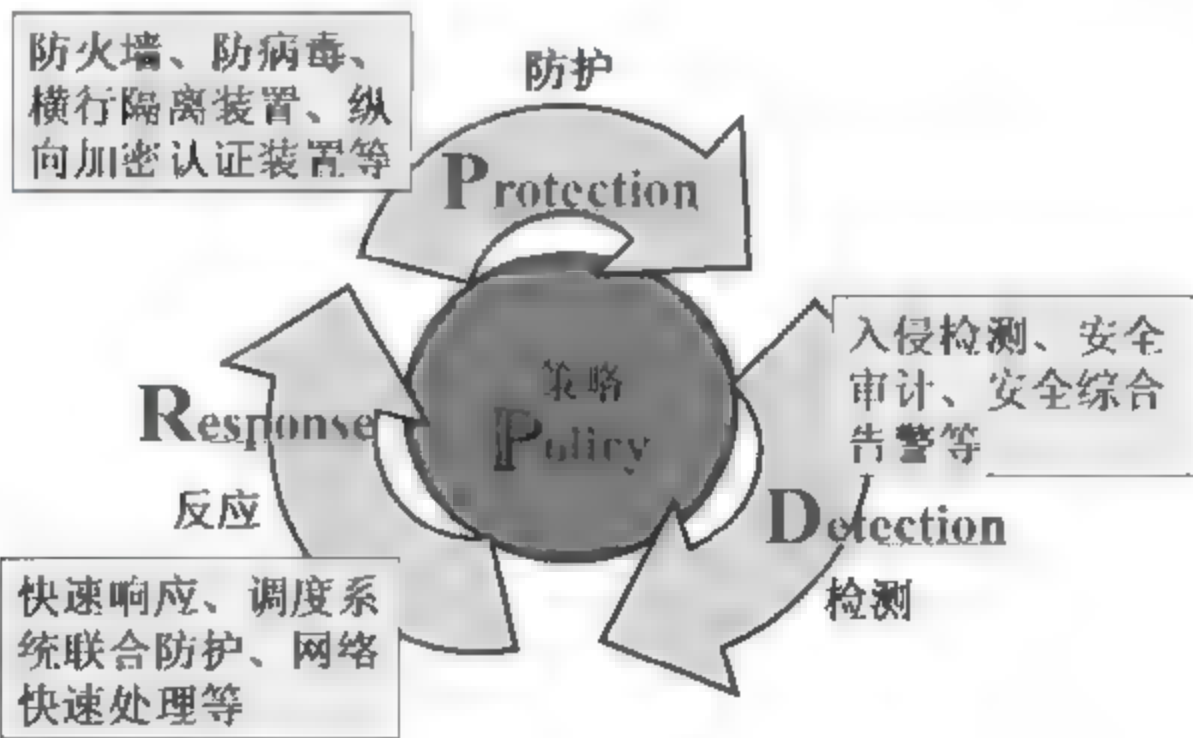 防火墙、防病毒、
横行隔离装置、纵
向加密认证装置等
防护
Protection
策略
Policy
入侵检测、安全
审计、安全综合
告警等
Detection
检测
Response
反应
快速响应、调度系
统联合防护、网络
快速处理等